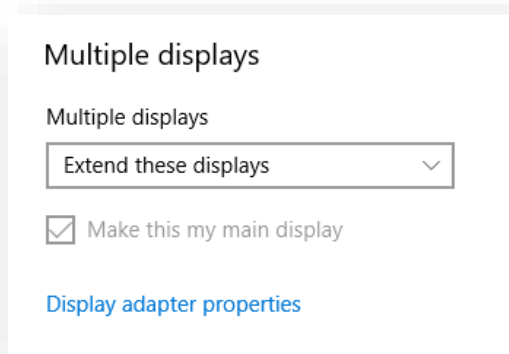 Multiple displays
Multiple displays
Extend these displays
Make this my main display
Display adapter properties